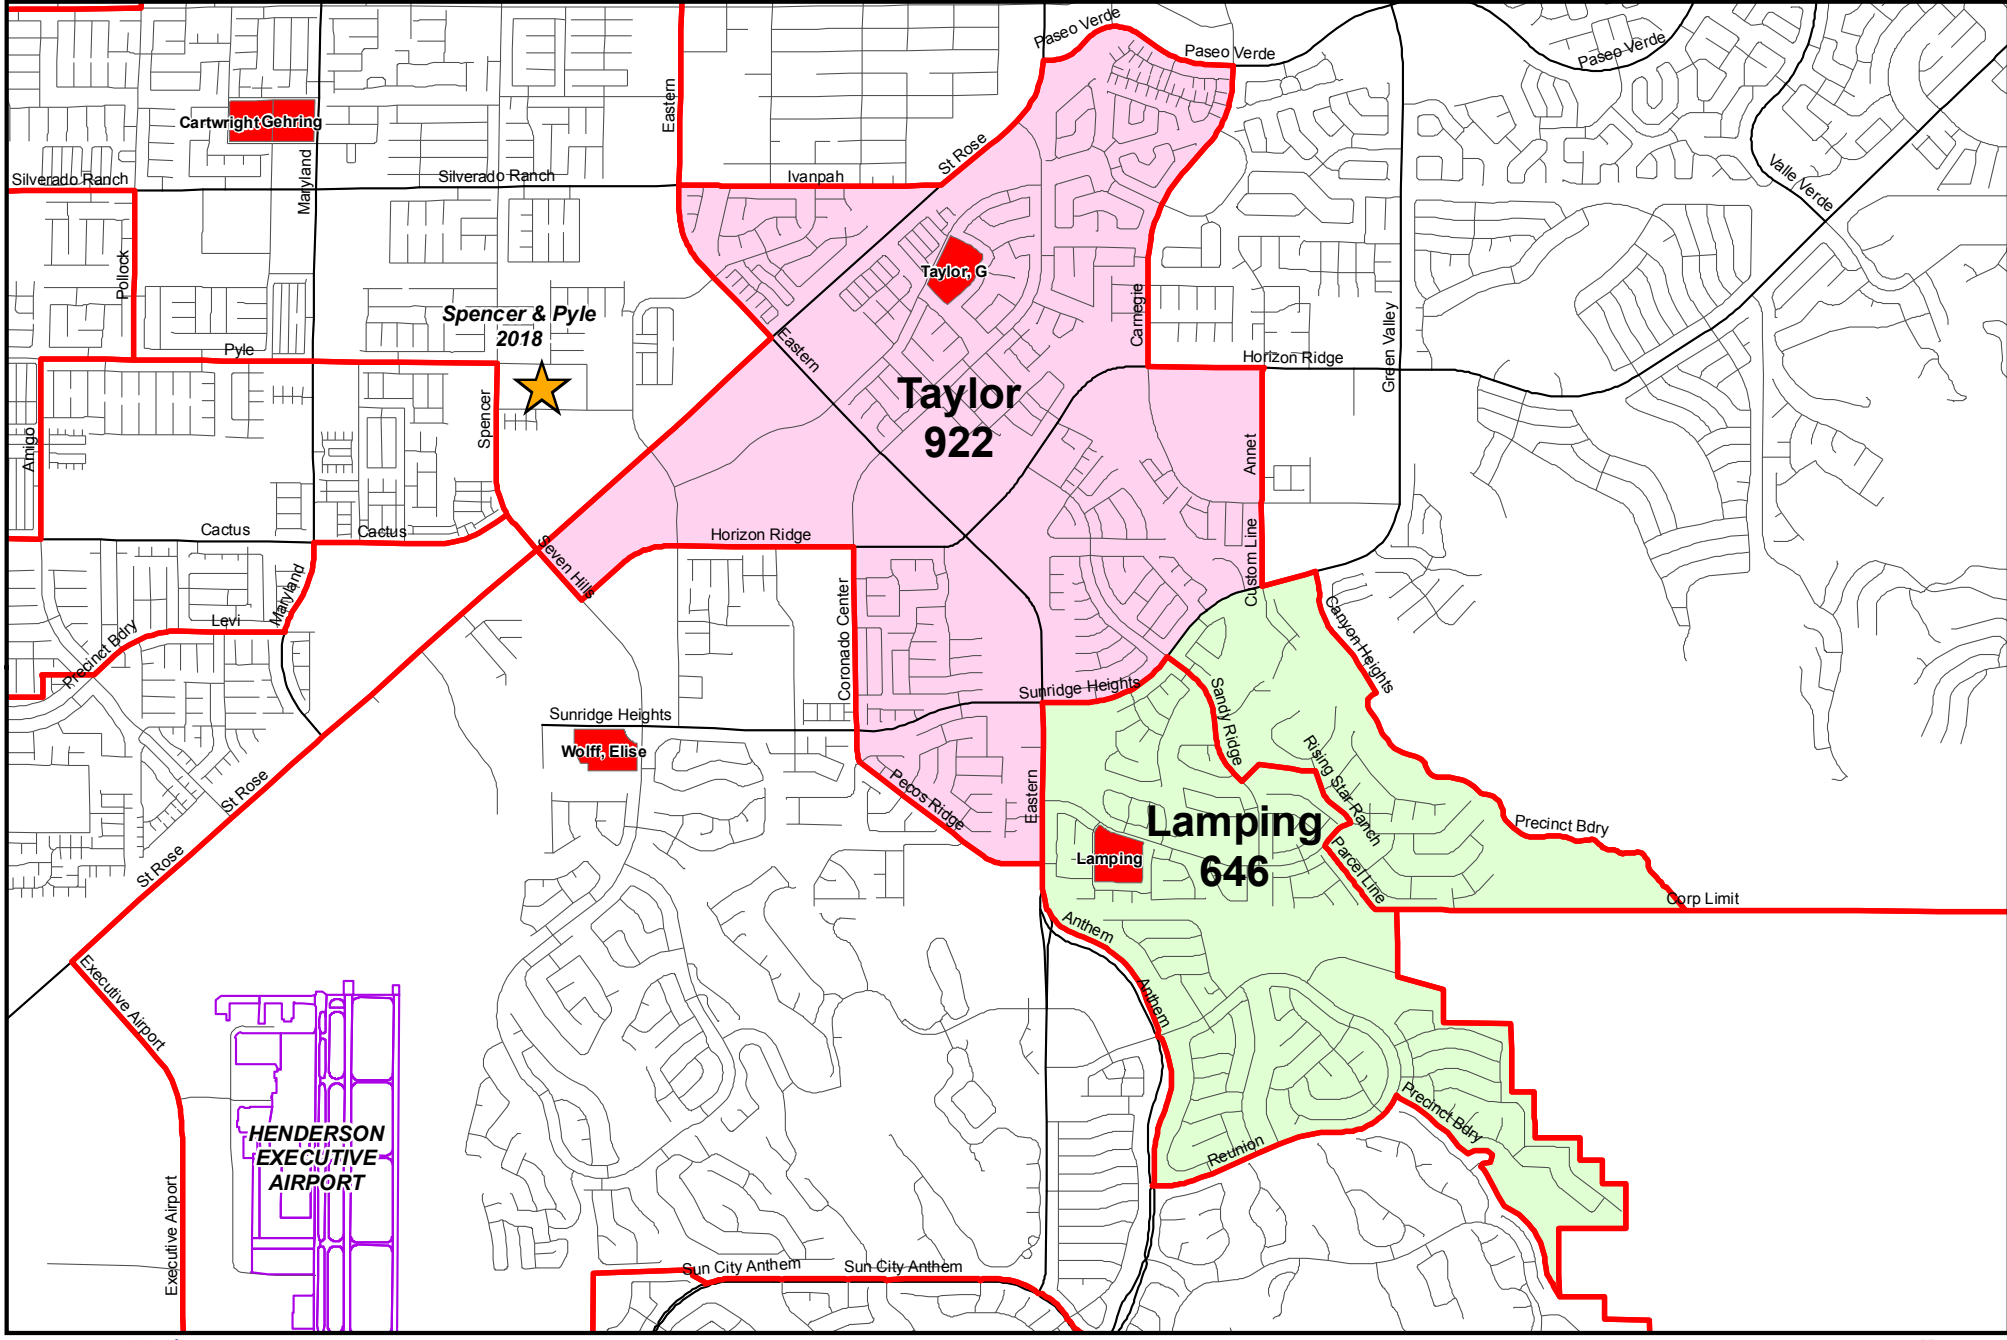 Paseo Verde
Paseo Verde
Paseo Verde
Eastern
Cartwright
Gehring
Maryland
St Rose
Silverado Ranch
Silverado Ranch
Ivanpah
Valle Verde
Pollock
Taylor, G
Spencer & Pyle
2018
Carnegie
Green Valley
Pyle
Eastern
Horizon Ridge
Taylor
922
Amigo
Spencer
Annet
Cactus
Cactus
Seven Hills
Horizon Ridge
Custom Line
Maryland
Levi
Precinct Bdry
Coronado Center
Canyon Heights
Sunridge Heights
Sandy Ridge
Sunridge Heights
Wolff, Elise
Rising Star Ranch
St Rose
Pecos Ridge
Eastern
Lamping
646
Precinct Bdry
St Rose
Lamping
Parcel Line
Corp Limit
Anthem
Executive Airport
Anthem
HENDERSON
EXECUTIVE
AIRPORT
Precinct Bdry
Reunion
Executive Airport
Sun City Anthem
Sun City Anthem